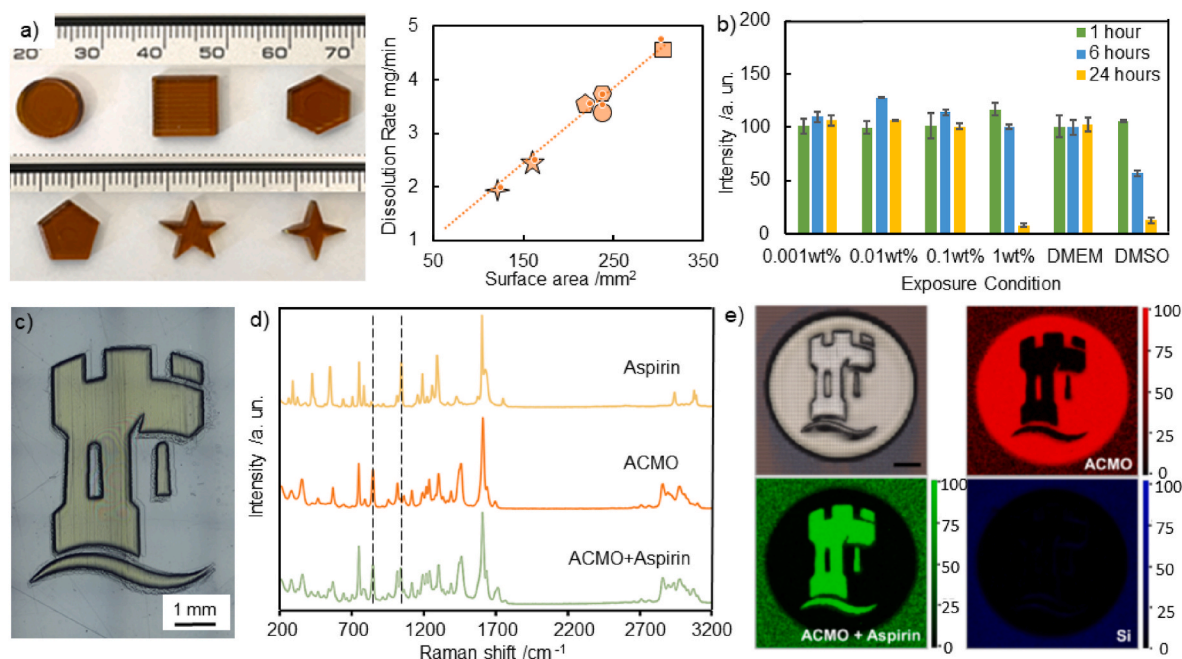 a)
20 30 40 50 60 70
5
4
3
2
1
Dissolution Rate mg/min
50 150 250 350
Surface area /mm²
b)
200
150
100
50
0
Intensity /a. un.
1 hour
6 hours
24 hours
0.001wt% 0.01wt% 0.1wt% 1wt% DMEM DMSO
Exposure Condition
c)
1 mm
d)
Intensity /a. un.
Aspirin
ACMO
ACMO+Aspirin
200 700 1200 1700 2200 2700 3200
Raman shift /cm⁻¹
e)
100
75
50
25
0
ACMO
100
75
50
25
0
ACMO + Aspirin
100
75
50
25
0
Si